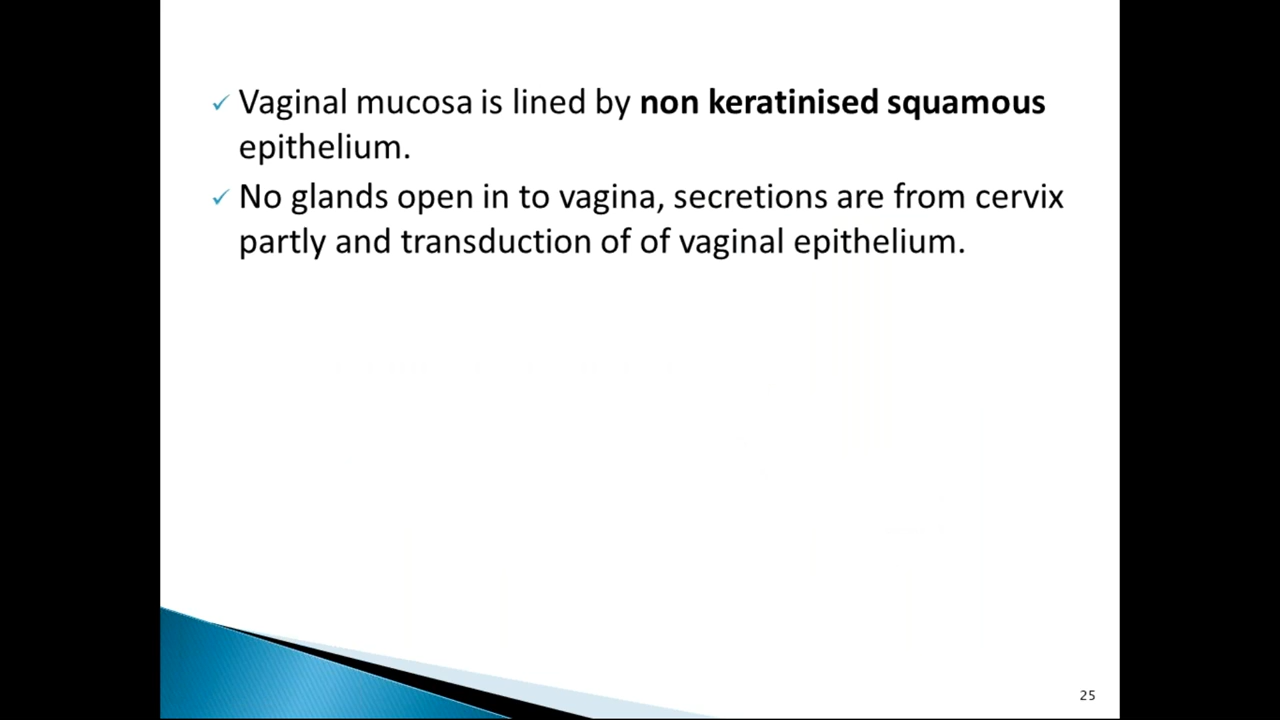 ✓ Vaginal mucosa is lined by non keratinised squamous
epithelium.
✓ No glands open in to vagina, secretions are from cervix
partly and transduction of of vaginal epithelium.
25